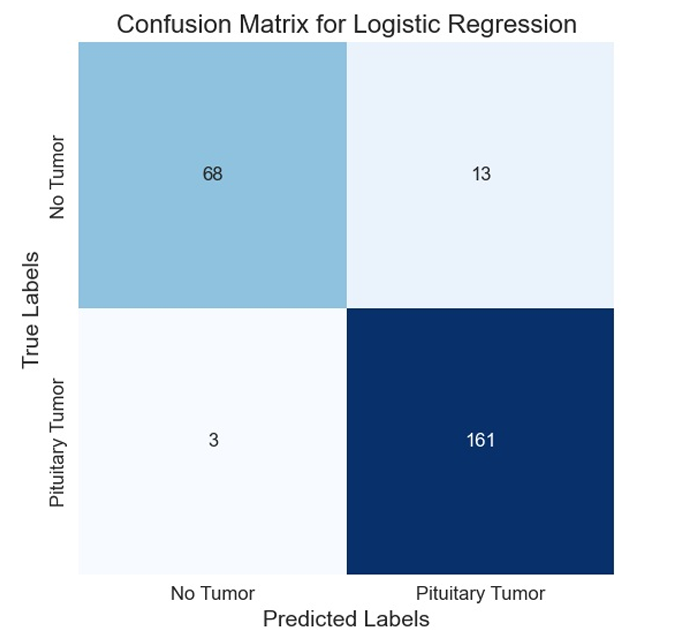 Confusion Matrix for Logistic Regression
True Labels
No Tumor
68
13
Pituitary Tumor
3
161
No Tumor
Pituitary Tumor
Predicted Labels